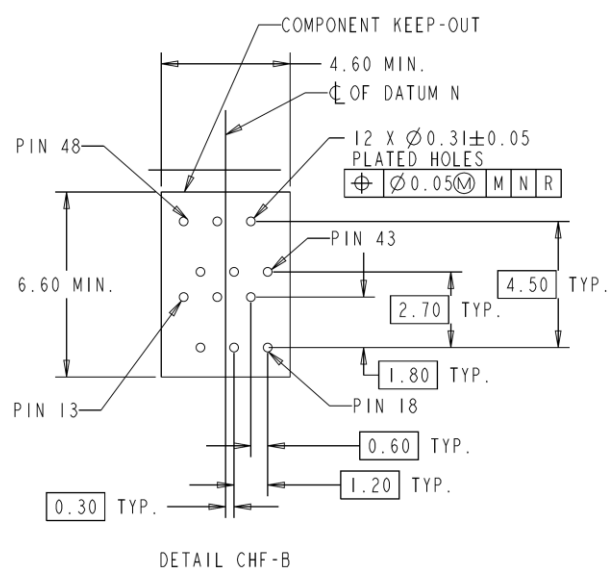 COMPONENT KEEP-OUT
4.60 MIN.
℄ OF DATUM N
PIN 48
12 X Ø0.31±0.05
PLATED HOLES
⌖ Ø0.05Ⓜ M N R
PIN 43
6.60 MIN.
4.50 TYP.
2.70 TYP.
1.80 TYP.
PIN 13
PIN 18
0.60 TYP.
1.20 TYP.
0.30 TYP.
DETAIL CHF-B